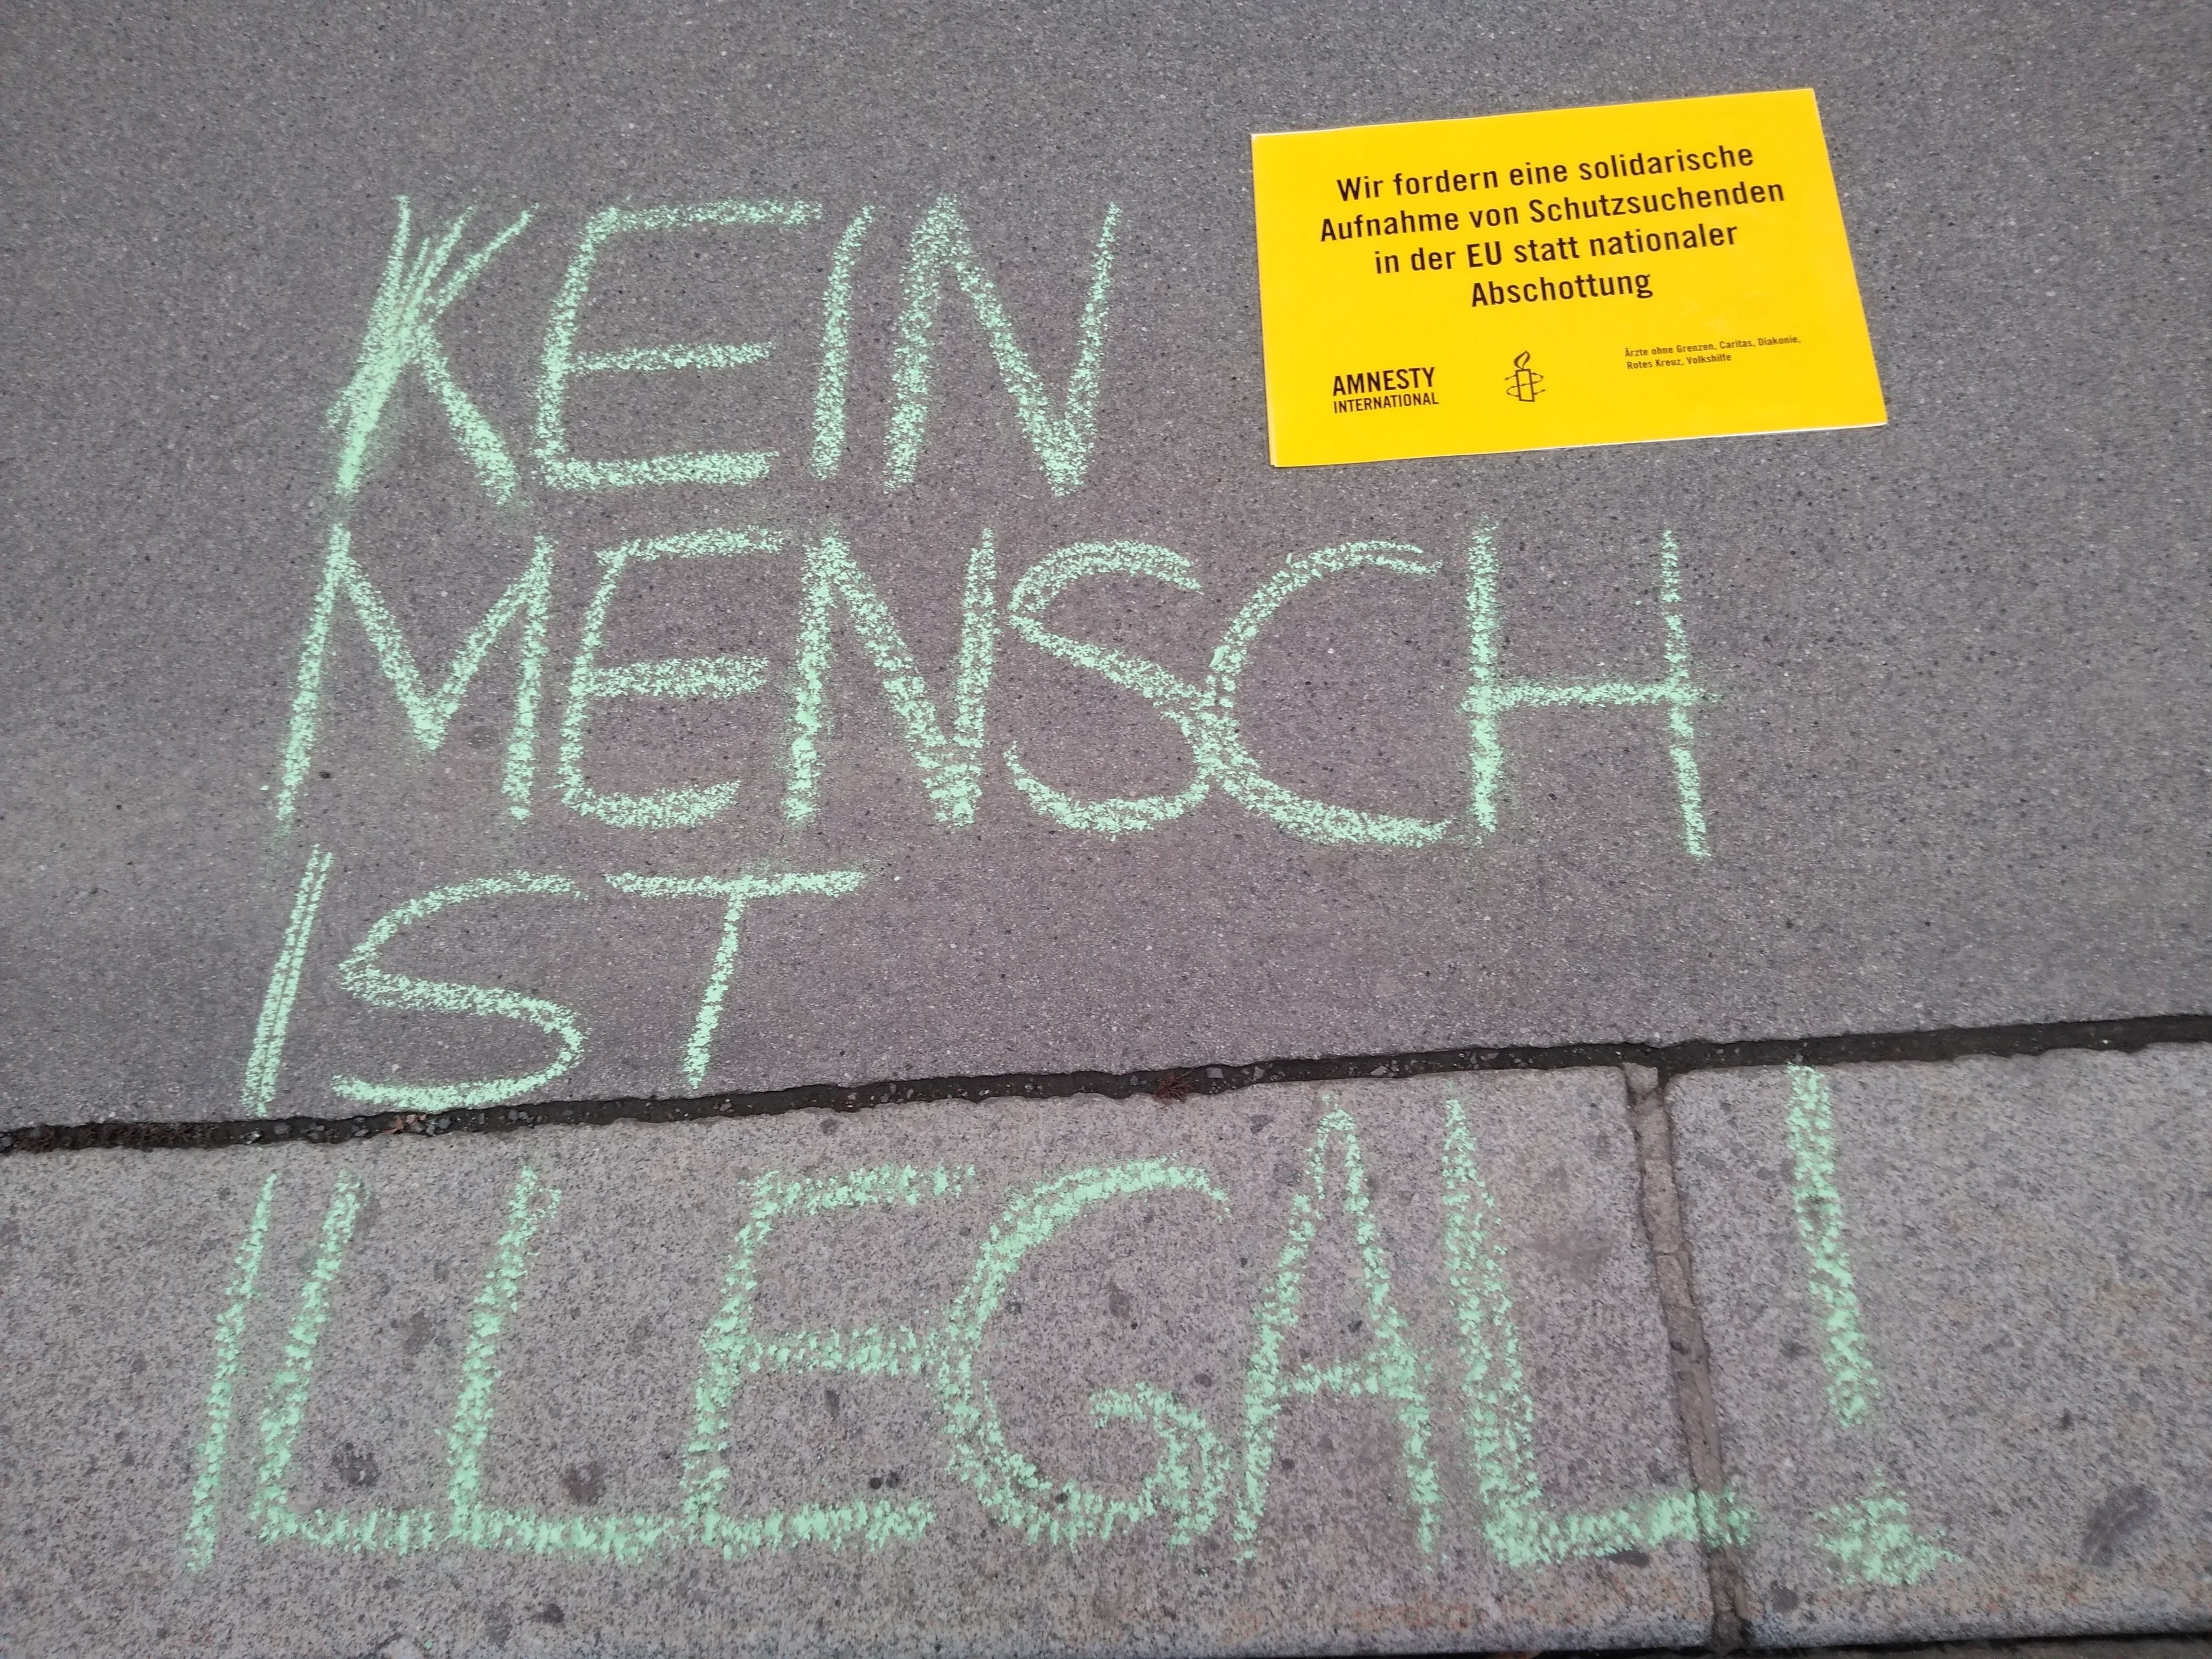 KEIN
MENSCH
IST
ILLEGAL!
Wir fordern eine solidarische
Aufnahme von Schutzsuchenden
in der EU statt nationaler
Abschottung
AMNESTY
INTERNATIONAL
Ärzte ohne Grenzen, Caritas, Diakonie,
Rotes Kreuz, Volkshilfe